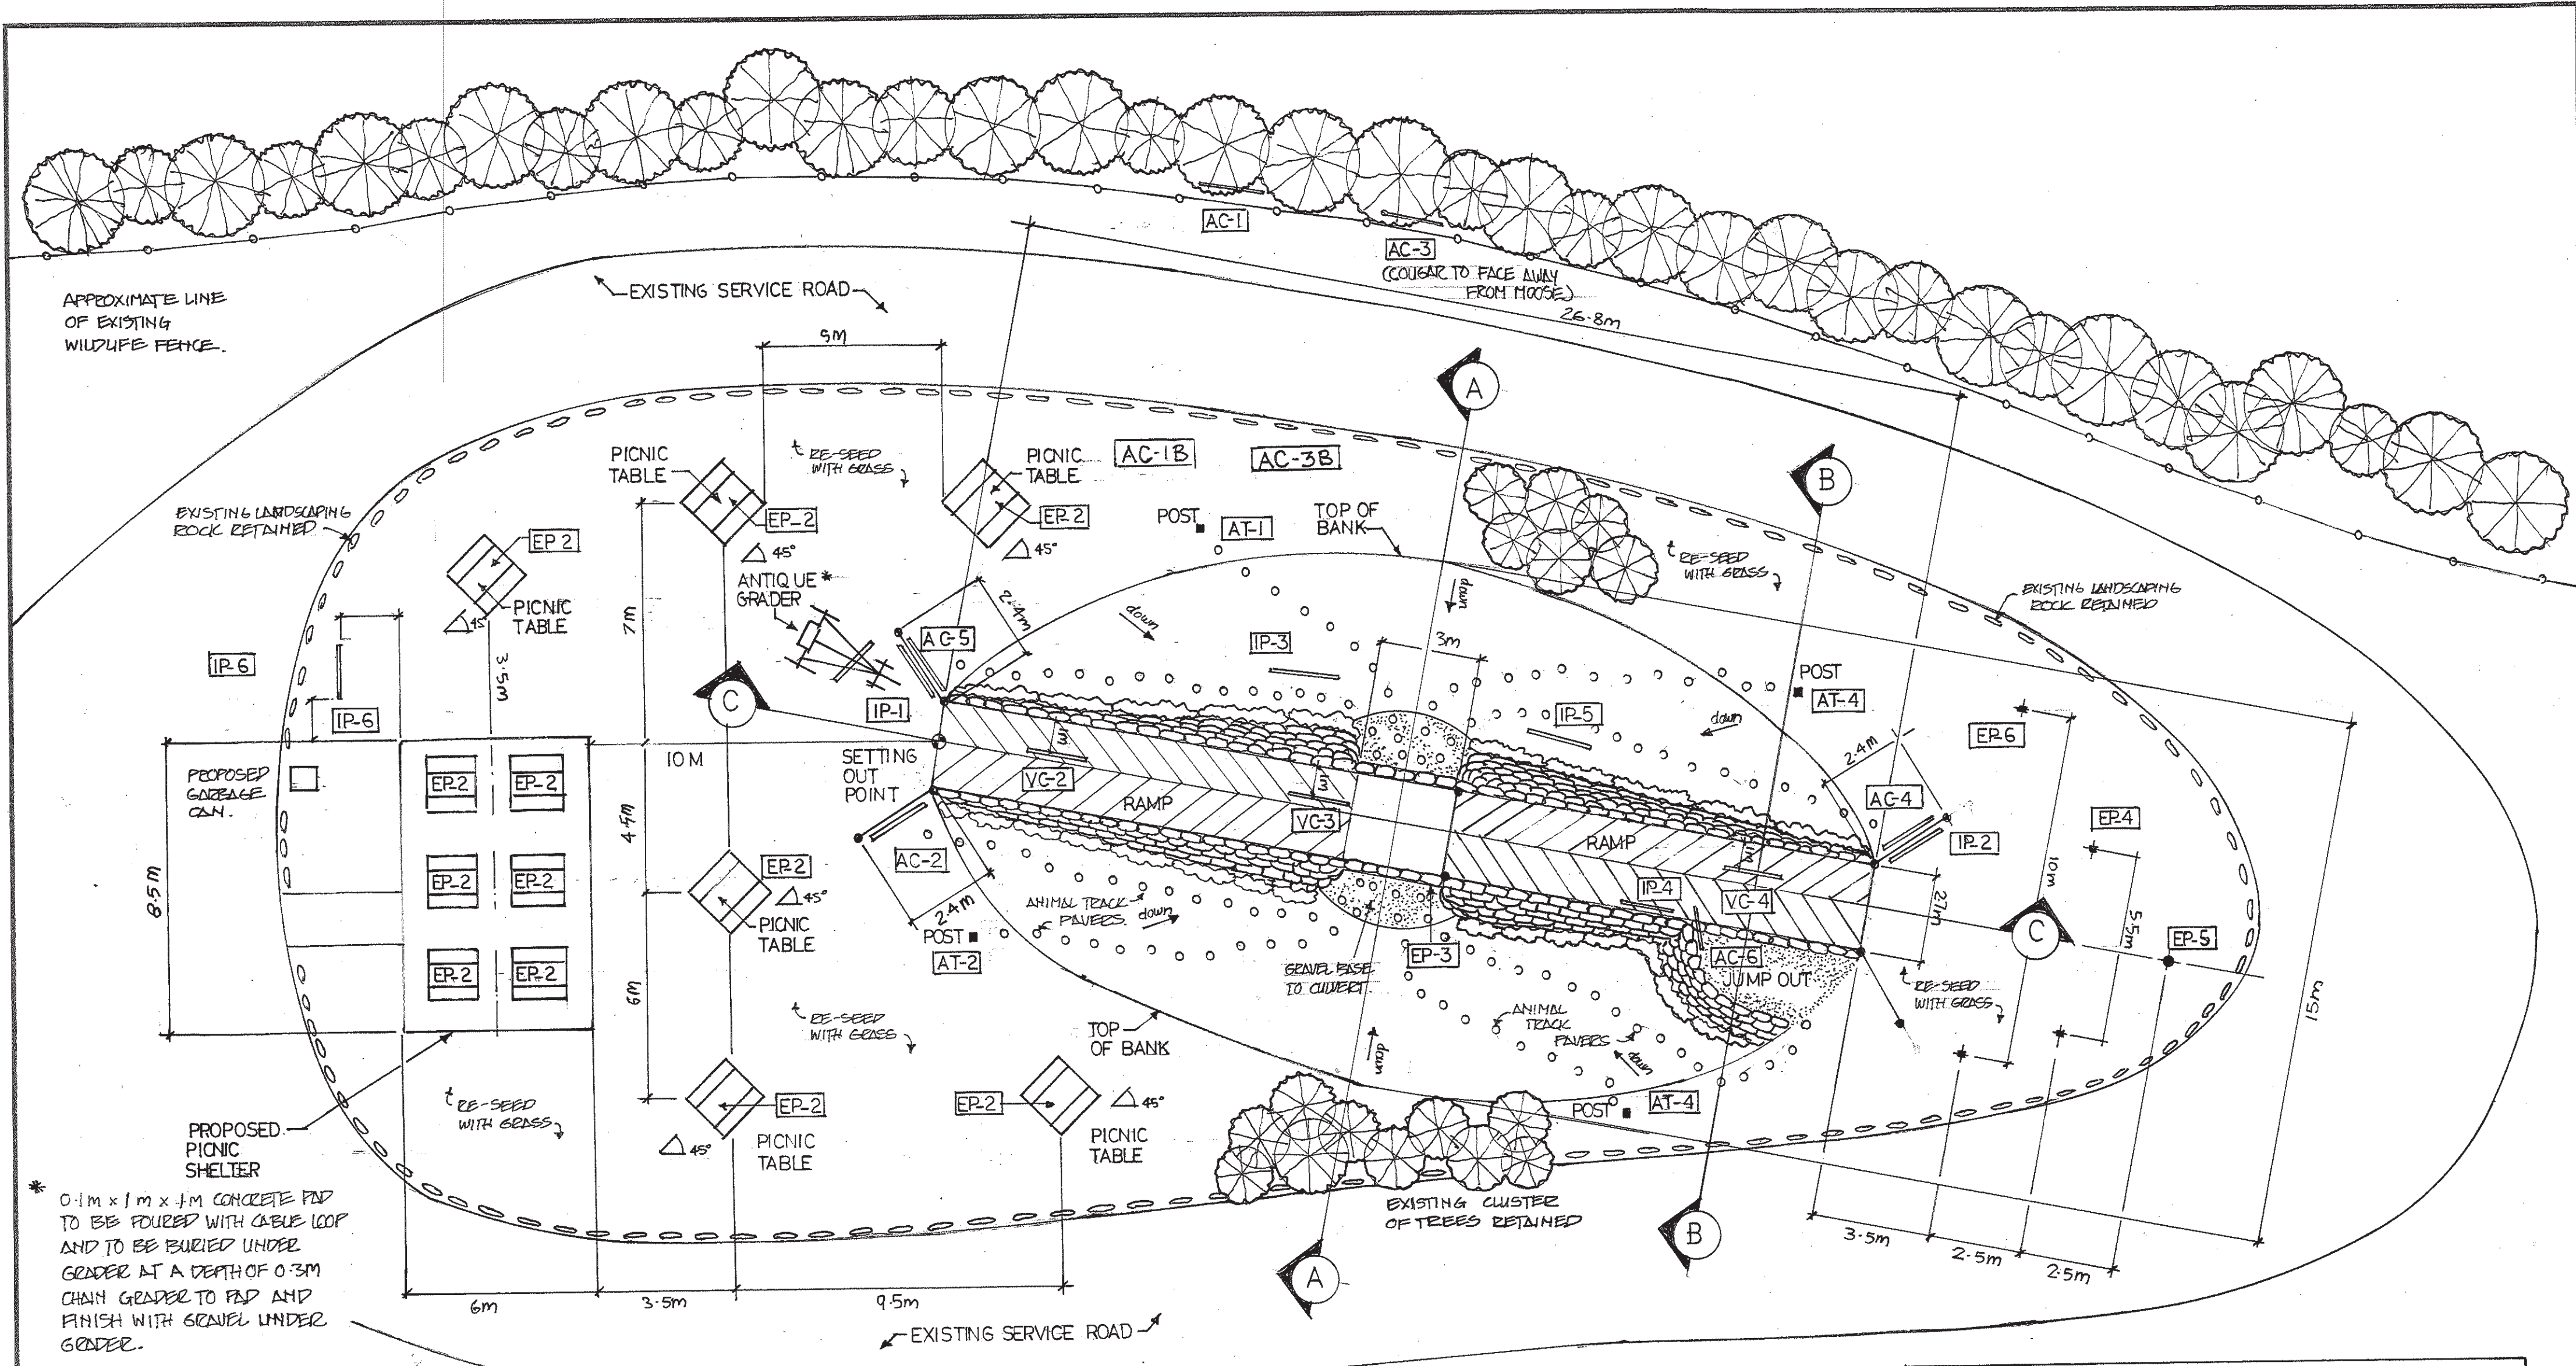 AC-1
AC-3
(COUGAR TO FACE AWAY
FROM MOOSE)
26.8m
APPROXIMATE LINE
OF EXISTING
WILDLIFE FENCE.
EXISTING SERVICE ROAD
5M
A
B
PICNIC
TABLE
EP-2
45°
RE-SEED
WITH GRASS
PICNIC
TABLE
EP-2
45°
AC-1B
AC-3B
POST
AT-1
TOP OF
BANK
RE-SEED
WITH GRASS
EXISTING LANDSCAPING
ROCK RETAINED
EXISTING LANDSCAPING
ROCK RETAINED
EP 2
PICNIC
TABLE
45°
ANTIQUE *
GRADER
7m
2.4m
AC-5
down
down
IP-3
3m
IP-6
IP-6
3.5m
C
IP-1
IP-5
down
POST
AT-4
EP-6
2.4m
SETTING
OUT
POINT
10 M
PROPOSED
GARBAGE
CAN.
EP-2
EP-2
EP-2
EP-2
EP-2
EP-2
8.5m
4.5m
6m
1m
VC-2
RAMP
1m
VC-3
RAMP
AC-4
IP-2
EP-4
1m
IP-4
VC-4
2.7m
10m
5.5m
C
EP-5
15m
AC-2
2.4m
EP-2
45°
PICNIC
TABLE
ANIMAL TRACK
PAVERS.
down
POST
AT-2
GRAVEL BASE
TO CULVERT.
EP-3
AC-6
JUMP OUT
RE-SEED
WITH GRASS
RE-SEED
WITH GRASS
TOP
OF BANK
down
ANIMAL
TRACK
PAVERS
down
POST
AT-4
RE-SEED
WITH GRASS
PROPOSED
PICNIC
SHELTER
EP-2
45°
PICNIC
TABLE
EP-2
45°
PICNIC
TABLE
EXISTING CLUSTER
OF TREES RETAINED
B
A
3.5m
2.5m
2.5m
* 0.1m x 1m x .1m CONCRETE PAD
TO BE POURED WITH CABLE LOOP
AND TO BE BURIED UNDER
GRADER AT A DEPTH OF 0.3M
CHAIN GRADER TO PAD AND
FINISH WITH GRAVEL UNDER
GRADER.
6m
3.5m
9.5m
EXISTING SERVICE ROAD